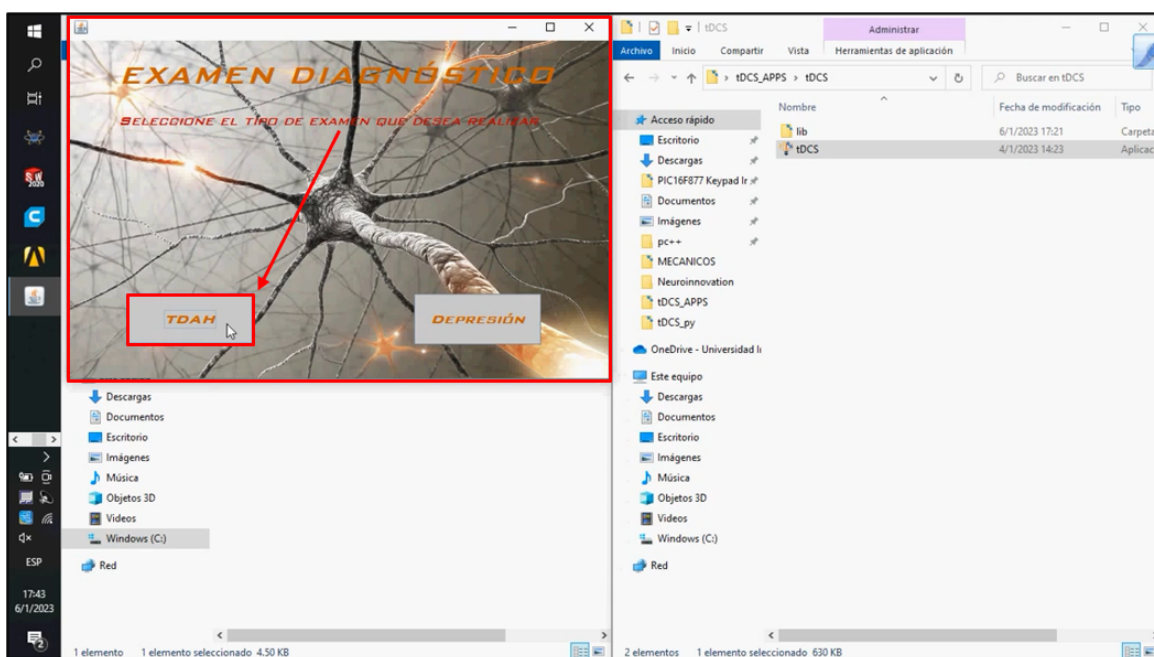 EXAMEN DIAGNÓSTICO
SELECCIONE EL TIPO DE EXAMEN QUE DESEA REALIZAR
TDAH
DEPRESIÓN
Descargas
Documentos
Escritorio
Imágenes
Música
Objetos 3D
Videos
Windows (C:)
Red
1 elemento 1 elemento seleccionado 4.50 KB
SW
2020
ESP
17:43
6/1/2023
2
tDCS
Administrar
Archivo Inicio Compartir Vista Herramientas de aplicación
tDCS_APPS > tDCS
Buscar en tDCS
Nombre Fecha de modificación Tipo
lib 6/1/2023 17:21 Carpeta
tDCS 4/1/2023 14:23 Aplicac
Acceso rápido
Escritorio
Descargas
PIC16F877 Keypad Ir
Documentos
Imágenes
pc++
MECANICOS
Neuroinnovation
tDCS_APPS
tDCS_py
OneDrive - Universidad In
Este equipo
Descargas
Documentos
Escritorio
Imágenes
Música
Objetos 3D
Videos
Windows (C:)
Red
2 elementos 1 elemento seleccionado 630 KB